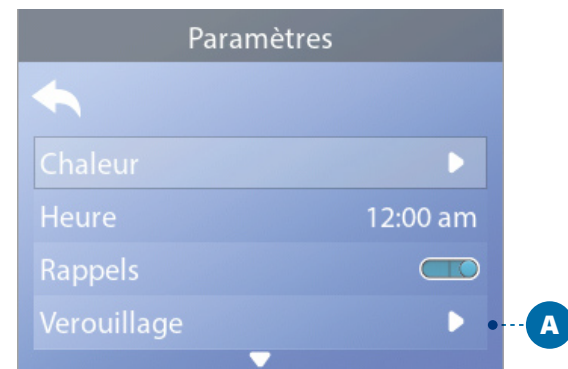 Paramètres
Chaleur
Heure 12:00 am
Rappels
Verouillage
A